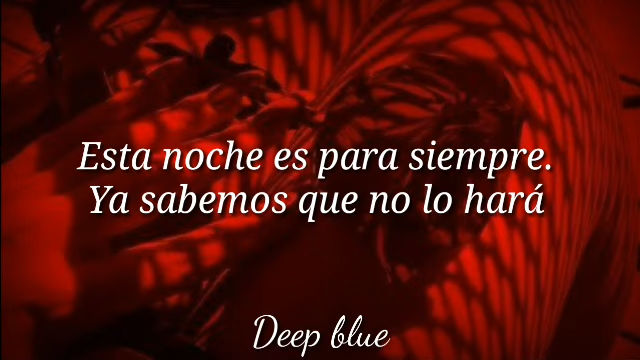 Esta noche es para siempre.
Ya sabemos que no lo hará
Deep blue